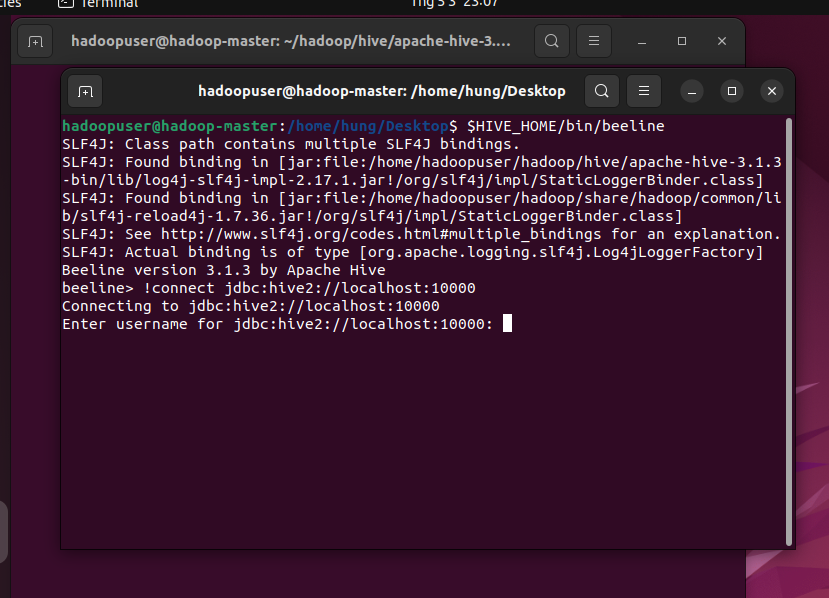 Terminal
Thg 3 3 23:07
hadoopuser@hadoop-master: ~/hadoop/hive/apache-hive-3....
hadoopuser@hadoop-master: /home/hung/Desktop
hadoopuser@hadoop-master:/home/hung/Desktop$ $HIVE_HOME/bin/beeline
SLF4J: Class path contains multiple SLF4J bindings.
SLF4J: Found binding in [jar:file:/home/hadoopuser/hadoop/hive/apache-hive-3.1.3
-bin/lib/log4j-slf4j-impl-2.17.1.jar!/org/slf4j/impl/StaticLoggerBinder.class]
SLF4J: Found binding in [jar:file:/home/hadoopuser/hadoop/share/hadoop/common/li
b/slf4j-reload4j-1.7.36.jar!/org/slf4j/impl/StaticLoggerBinder.class]
SLF4J: See http://www.slf4j.org/codes.html#multiple_bindings for an explanation.
SLF4J: Actual binding is of type [org.apache.logging.slf4j.Log4jLoggerFactory]
Beeline version 3.1.3 by Apache Hive
beeline> !connect jdbc:hive2://localhost:10000
Connecting to jdbc:hive2://localhost:10000
Enter username for jdbc:hive2://localhost:10000: